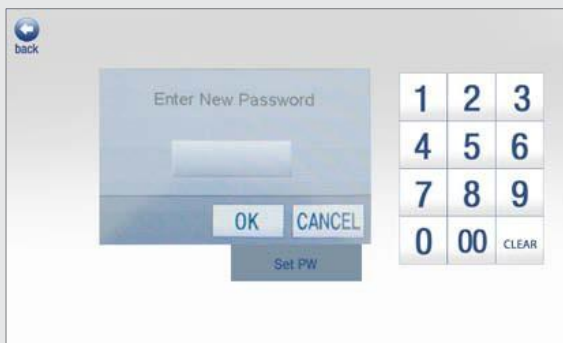 back
Enter New Password
1 2 3
4 5 6
7 8 9
0 00 CLEAR
OK CANCEL
Set PW